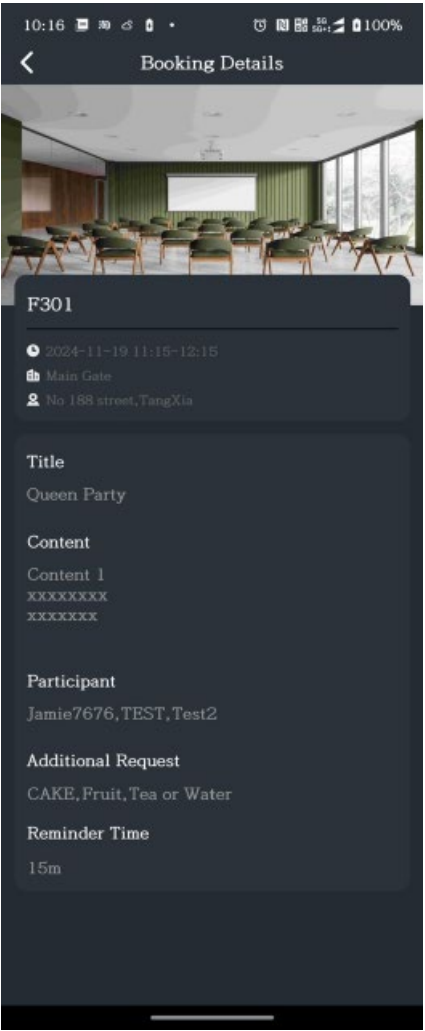 10:16
5G
5G+
100%
Booking Details
F301
2024-11-19 11:15-12:15
Main Gate
No 188 street,TangXia
Title
Queen Party
Content
Content 1
xxxxxxxx
xxxxxxx
Participant
Jamie7676,TEST,Test2
Additional Request
CAKE,Fruit,Tea or Water
Reminder Time
15m